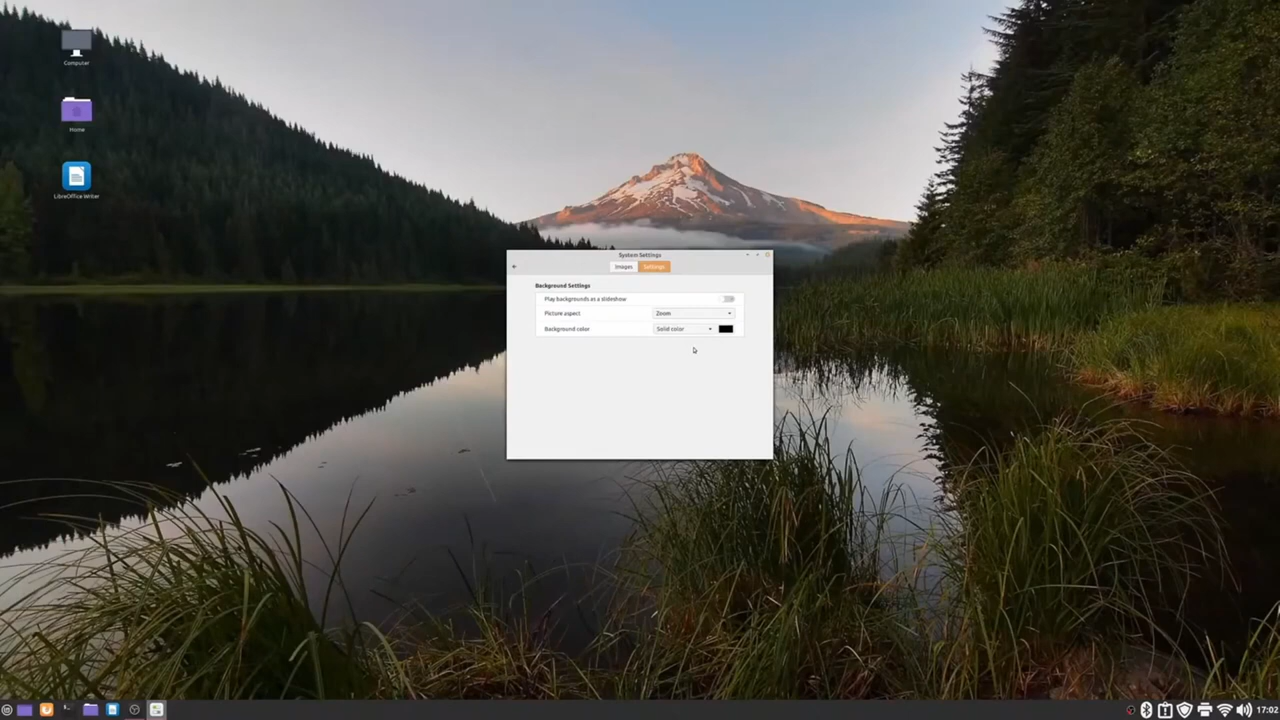 Computer
Home
LibreOffice Writer
System Settings
Images Settings
Background Settings
Play backgrounds as a slideshow
Picture aspect Zoom
Background color Solid color
17:02